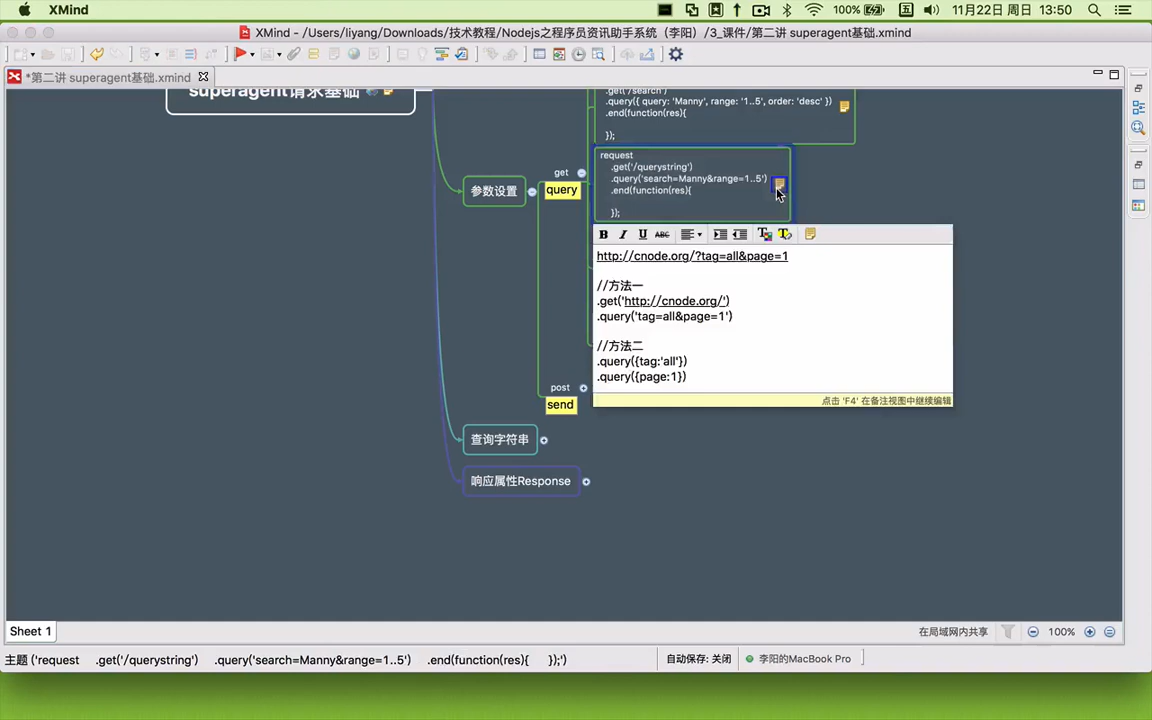 XMind
100%
五
11月22日 周日 13:50
XMind - /Users/liyang/Downloads/技术教程/Nodejs之程序员资讯助手系统（李阳）/3_课件/第二讲 superagent基础.xmind
*第二讲 superagent基础.xmind
superagent请求基础
.get('/search')
.query({ query: 'Manny', range: '1..5', order: 'desc' })
.end(function(res){
});
request
.get('/querystring')
.query('search=Manny&range=1..5')
.end(function(res){
});
get
query
参数设置
B I U ABC
http://cnode.org/?tag=all&page=1
//方法一
.get('http://cnode.org/')
.query('tag=all&page=1')
//方法二
.query({tag:'all'})
.query({page:1})
点击 'F4' 在备注视图中继续编辑
post
send
查询字符串
响应属性Response
Sheet 1
在局域网内共享
100%
主题 ('request .get('/querystring') .query('search=Manny&range=1..5') .end(function(res){ });')
自动保存: 关闭
李阳的MacBook Pro